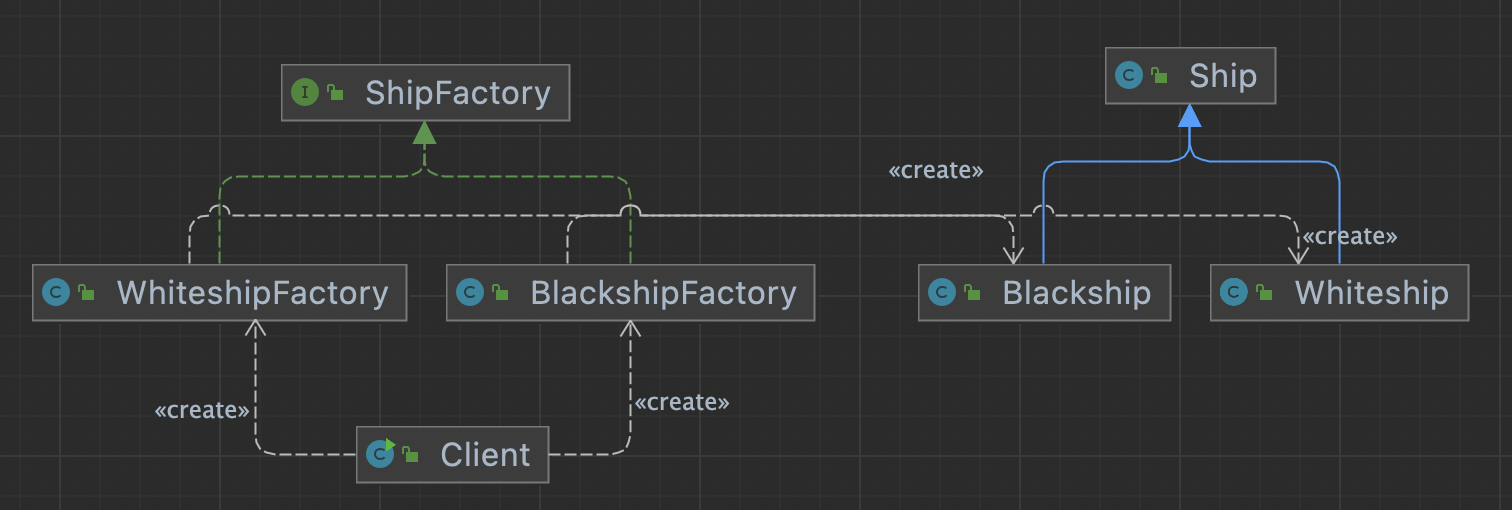 I ShipFactory
C Ship
«create»
«create»
C WhiteshipFactory
C BlackshipFactory
C Blackship
C Whiteship
«create»
«create»
C Client